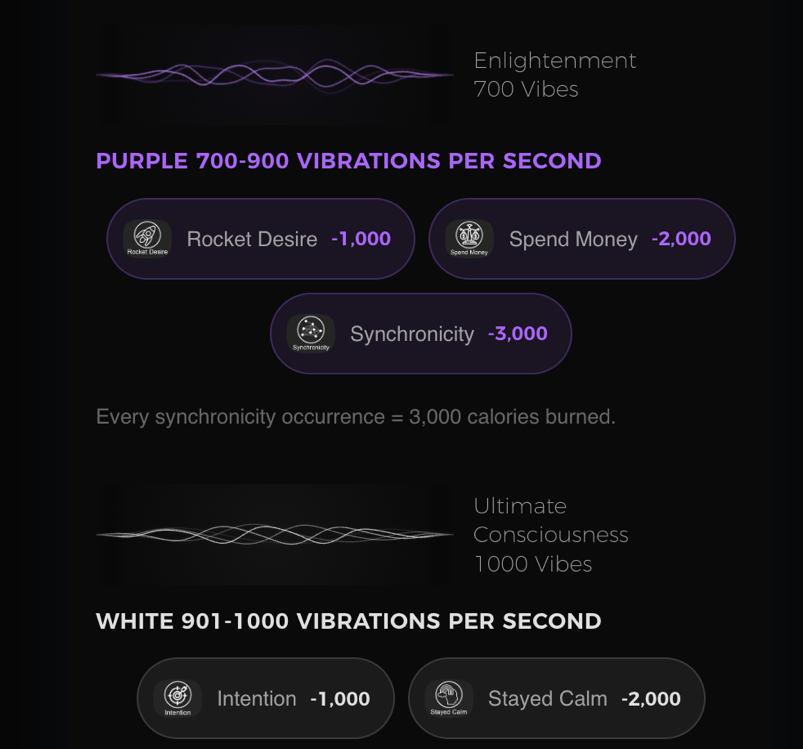 Enlightenment
700 Vibes
PURPLE 700-900 VIBRATIONS PER SECOND
Rocket Desire
Rocket Desire -1,000
Spend Money
Spend Money -2,000
Synchronicity
Synchronicity -3,000
Every synchronicity occurrence = 3,000 calories burned.
Ultimate
Consciousness
1000 Vibes
WHITE 901-1000 VIBRATIONS PER SECOND
Intention
Intention -1,000
Stayed Calm
Stayed Calm -2,000